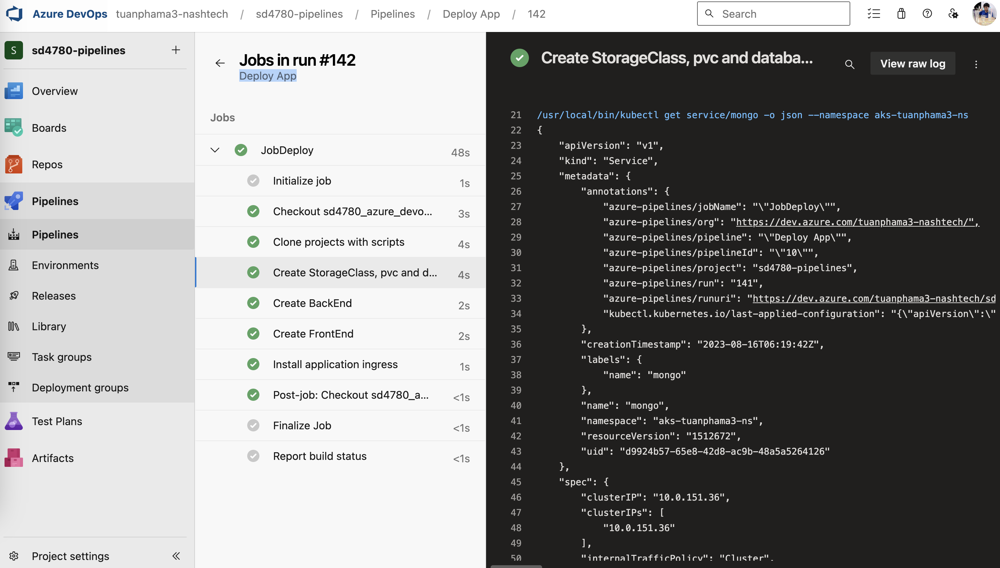 Azure DevOps tuanphama3-nashtech / sd4780-pipelines / Pipelines / Deploy App / 142
Search
S sd4780-pipelines
Overview
Boards
Repos
Pipelines
Pipelines
Environments
Releases
Library
Task groups
Deployment groups
Test Plans
Artifacts
Project settings
Jobs in run #142
Deploy App
Jobs
JobDeploy 48s
Initialize job 1s
Checkout sd4780_azure_devo... 3s
Clone projects with scripts 4s
Create StorageClass, pvc and d... 4s
Create BackEnd 2s
Create FrontEnd 2s
Install application ingress 1s
Post-job: Checkout sd4780_a... <1s
Finalize Job <1s
Report build status <1s
Create StorageClass, pvc and databa...
View raw log
21 /usr/local/bin/kubectl get service/mongo -o json --namespace aks-tuanphama3-ns
22 {
23 "apiVersion": "v1",
24 "kind": "Service",
25 "metadata": {
26 "annotations": {
27 "azure-pipelines/jobName": "\"JobDeploy\"",
28 "azure-pipelines/org": "https://dev.azure.com/tuanphama3-nashtech/",
29 "azure-pipelines/pipeline": "\"Deploy App\"",
30 "azure-pipelines/pipelineId": "\"10\"",
31 "azure-pipelines/project": "sd4780-pipelines",
32 "azure-pipelines/run": "141",
33 "azure-pipelines/runuri": "https://dev.azure.com/tuanphama3-nashtech/sd
34 "kubectl.kubernetes.io/last-applied-configuration": "{\"apiVersion\":\"
35 },
36 "creationTimestamp": "2023-08-16T06:19:42Z",
37 "labels": {
38 "name": "mongo"
39 },
40 "name": "mongo",
41 "namespace": "aks-tuanphama3-ns",
42 "resourceVersion": "1512672",
43 "uid": "d9924b57-65e8-42d8-ac9b-48a5a5264126"
44 },
45 "spec": {
46 "clusterIP": "10.0.151.36",
47 "clusterIPs": [
48 "10.0.151.36"
49 ],
50 "internalTrafficPolicy": "Cluster",